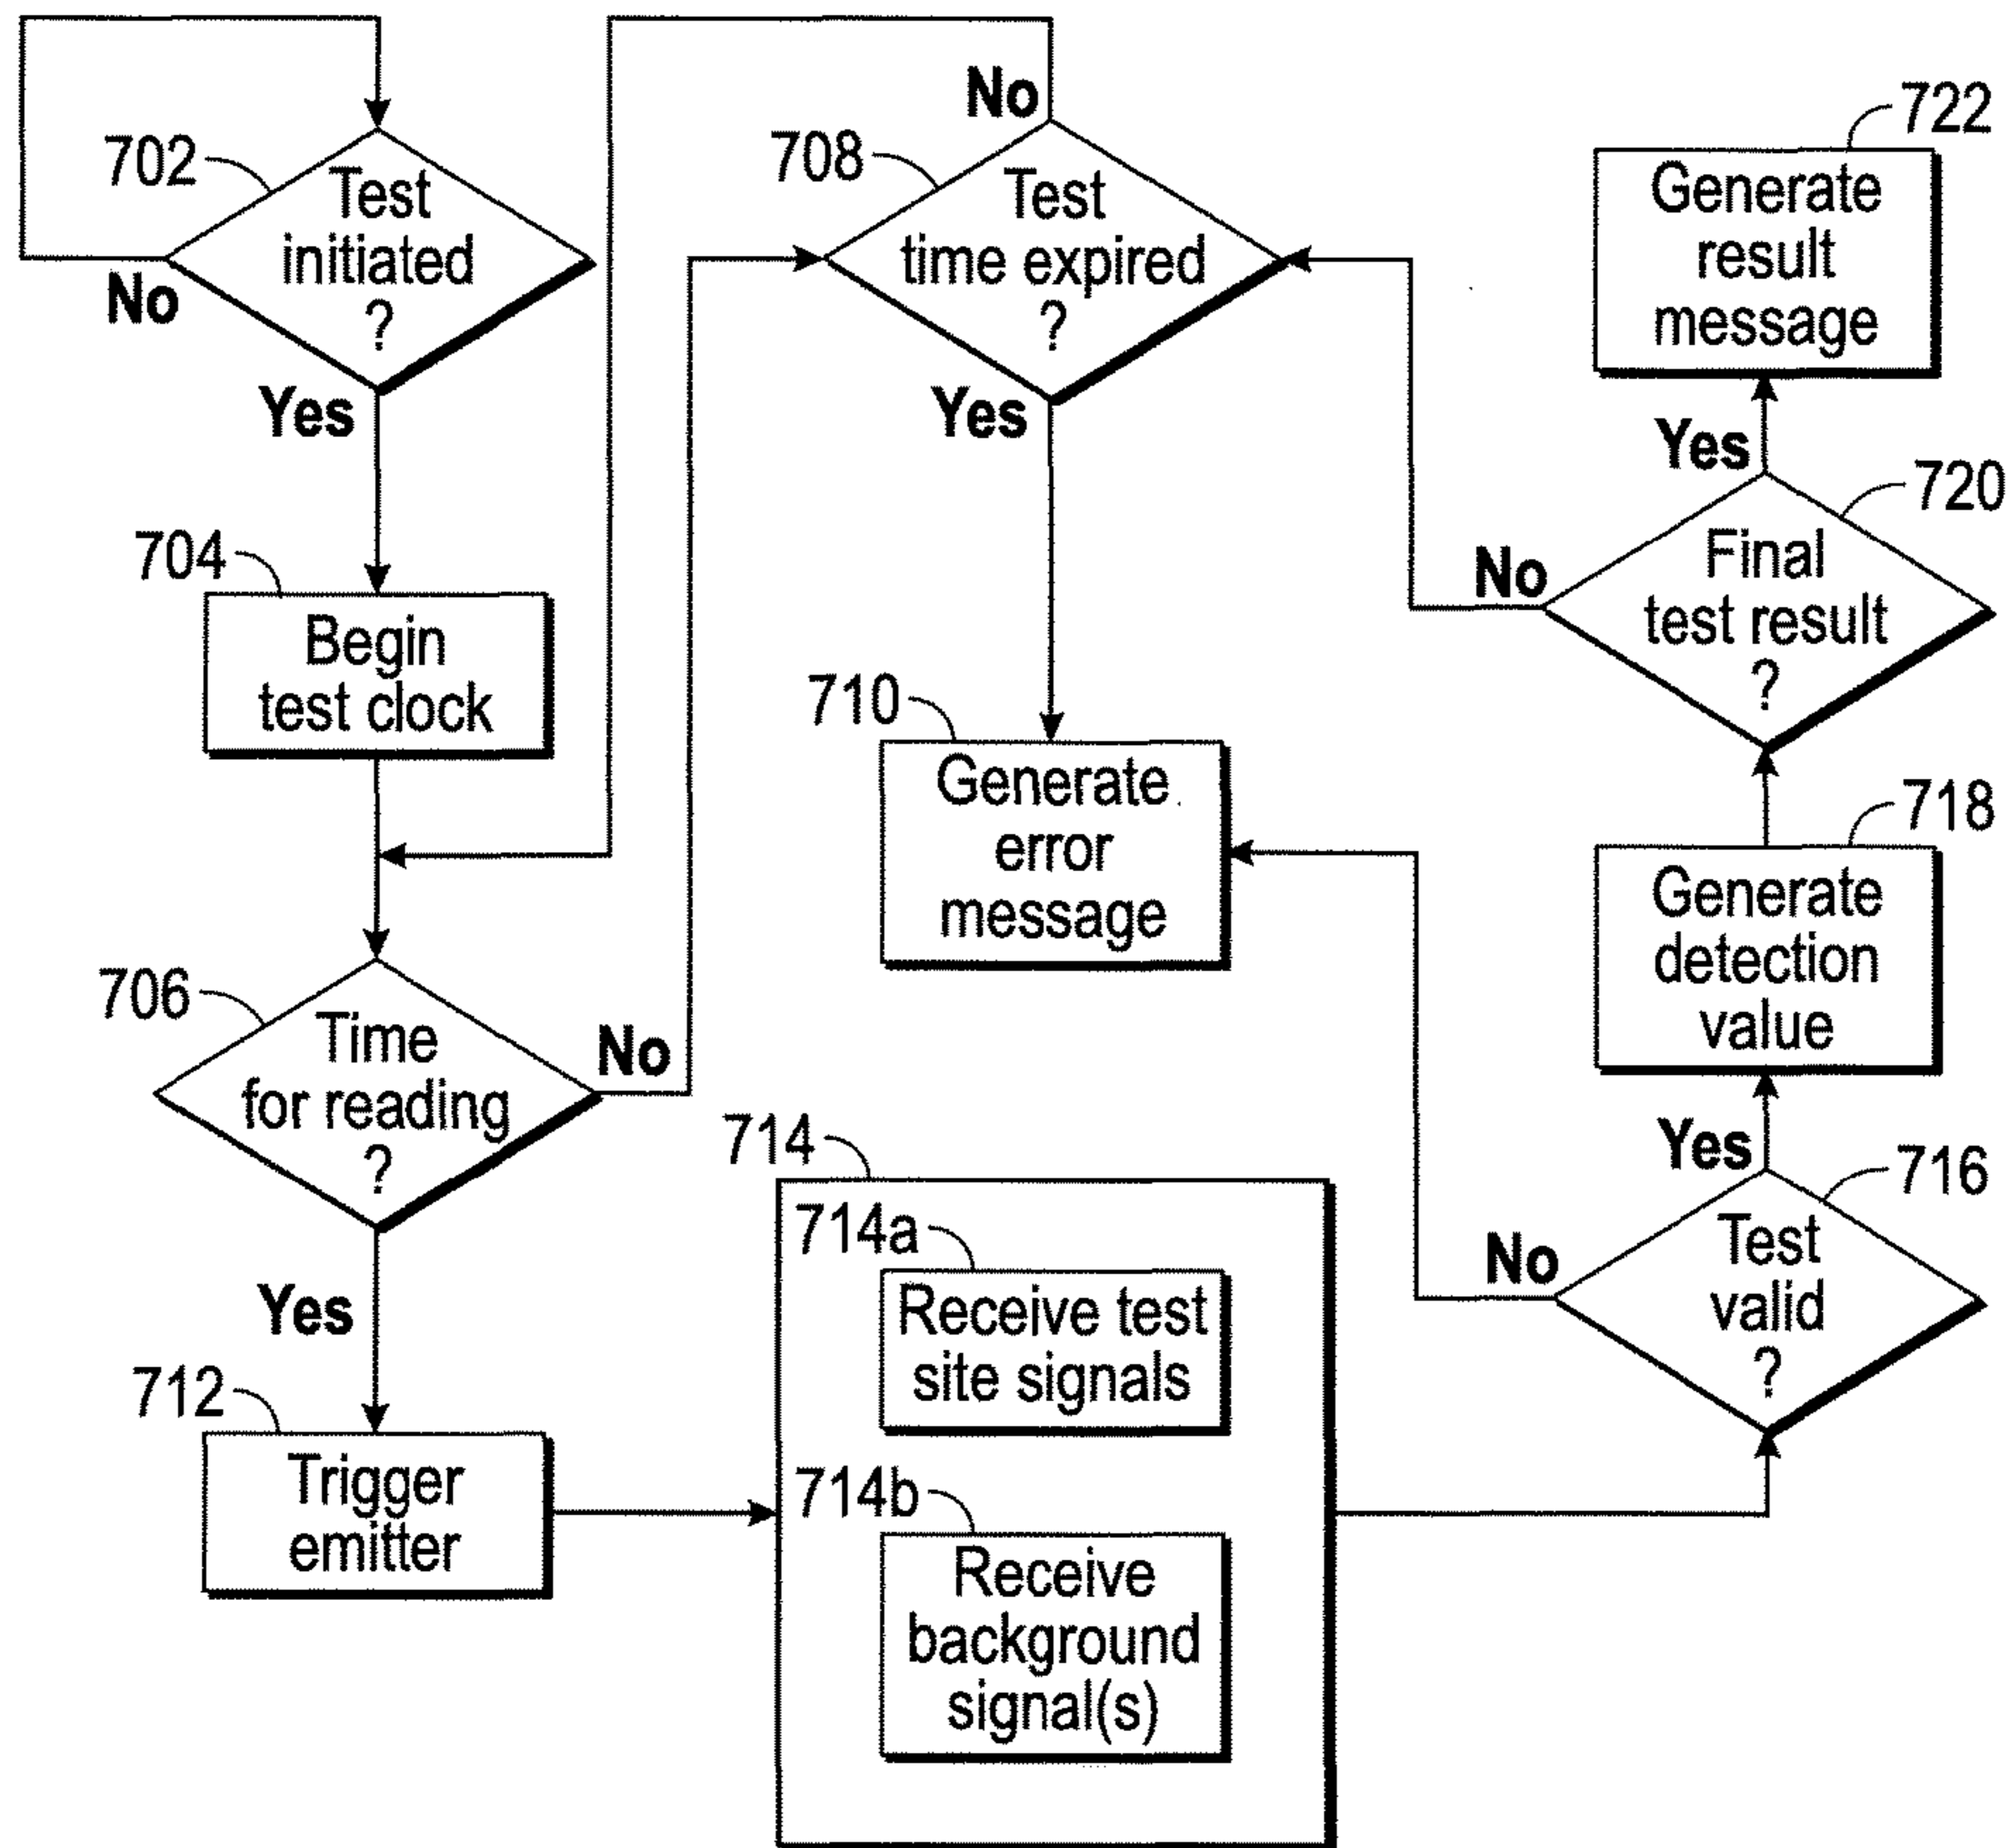 702
Test
initiated
?
No
Yes
704
Begin
test clock
706
Time
for reading
?
No
Yes
712
Trigger
emitter
No
708
Test
time expired
?
Yes
710
Generate
error
message
714
714a
Receive test
site signals
714b
Receive
background
signal(s)
716
Test
valid
?
No
Yes
718
Generate
detection
value
720
Final
test result
?
No
Yes
722
Generate
result
message